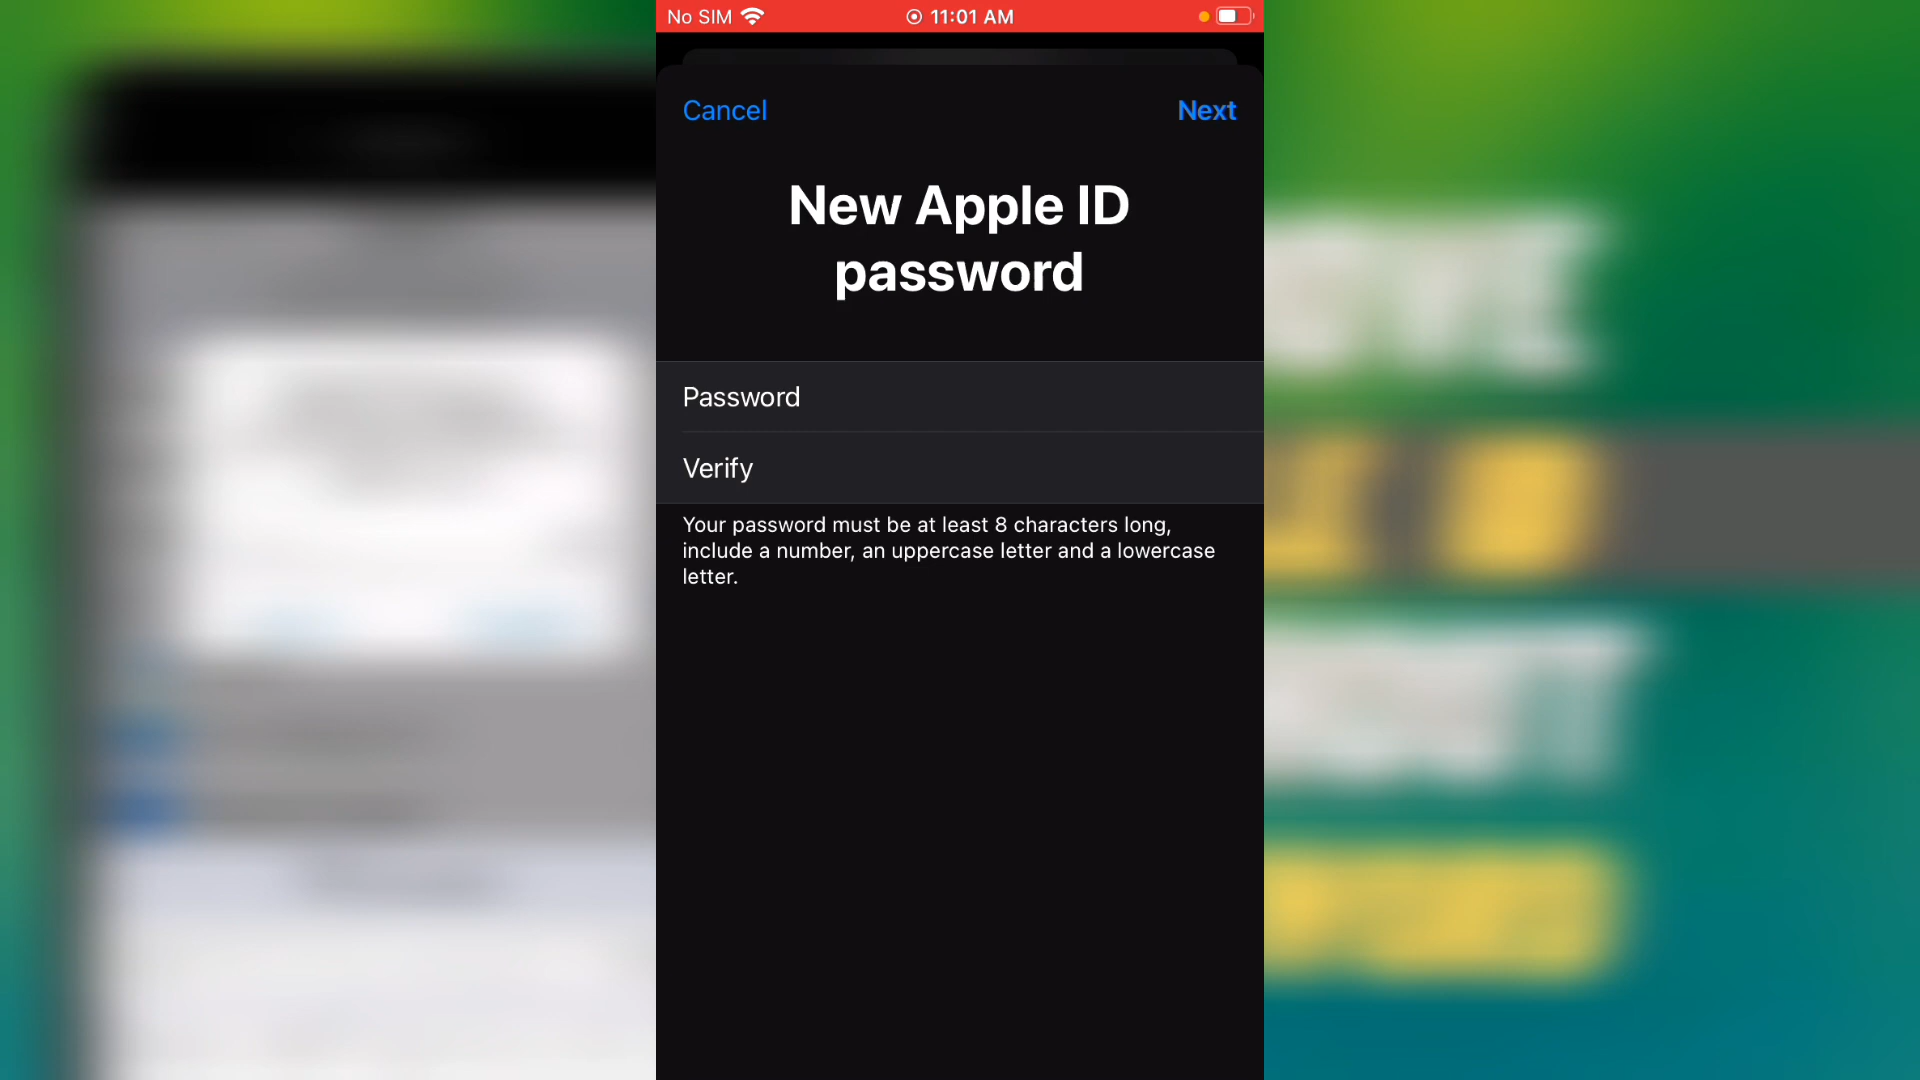 No SIM 11:01 AM
Cancel Next
New Apple ID
password
Password
Verify
Your password must be at least 8 characters long,
include a number, an uppercase letter and a lowercase
letter.